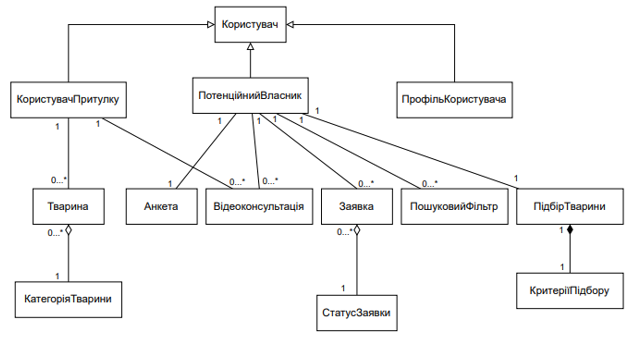 Користувач
КористувачПритулку
ПотенційнийВласник
ПрофільКористувача
1
1
1
1
1
1
1
0...*
1
0...*
0...*
0...*
0...*
1
Тварина
Анкета
Відеоконсультація
Заявка
ПошуковийФільтр
ПідбірТварини
0...*
0...*
1
1
1
1
КатегоріяТварини
СтатусЗаявки
КритеріїПідбору